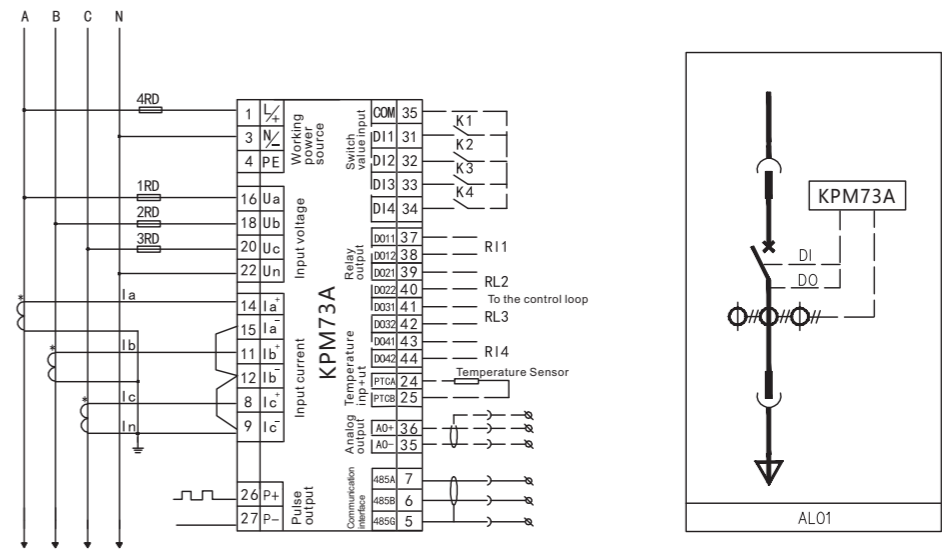 A B C N
4RD
1 L/+
3 N/-
4 PE
Working power source
1RD
2RD
3RD
16 Ua
18 Ub
20 Uc
22 Un
Input voltage
* Ia
* Ib
* Ic
In
14 Ia+
15 Ia-
11 Ib+
12 Ib-
8 Ic+
9 Ic-
Input current
26 P+
27 P-
Pulse output
KPM73A
Switch value input
COM 35
DI1 31
DI2 32
DI3 33
DI4 34
K1
K2
K3
K4
Relay output
DO11 37
DO12 38
DO21 39
DO22 40
DO31 41
DO32 42
DO41 43
DO42 44
RI1
RL2
To the control loop
RL3
RI4
Temperature inp+ut
PTCA 24
PTCB 25
Temperature Sensor
Analog output
AO+ 36
AO- 35
Communication interface
485A 7
485B 6
485G 5
KPM73A
DI
DO
AL01